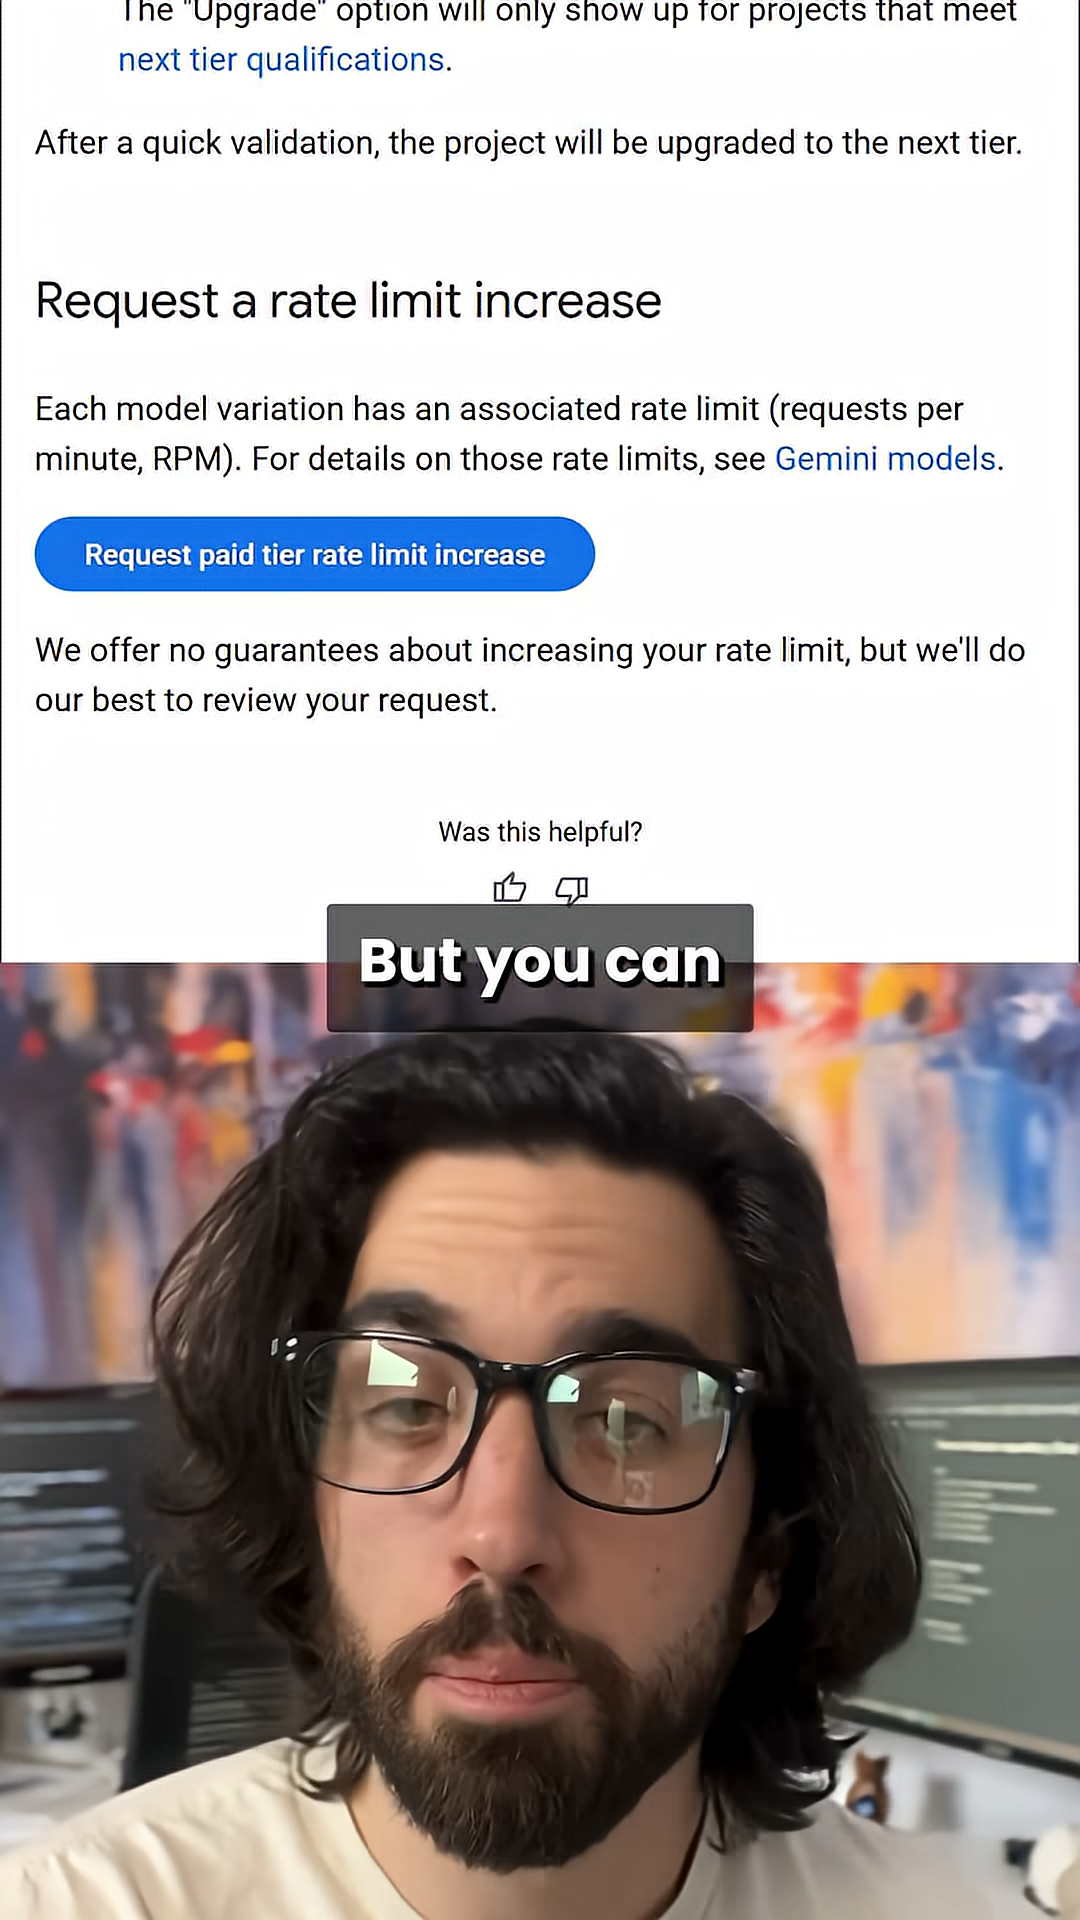 The "Upgrade" option will only show up for projects that meet
next tier qualifications.
After a quick validation, the project will be upgraded to the next tier.
Request a rate limit increase
Each model variation has an associated rate limit (requests per
minute, RPM). For details on those rate limits, see Gemini models.
Request paid tier rate limit increase
We offer no guarantees about increasing your rate limit, but we'll do
our best to review your request.
Was this helpful?
But you can